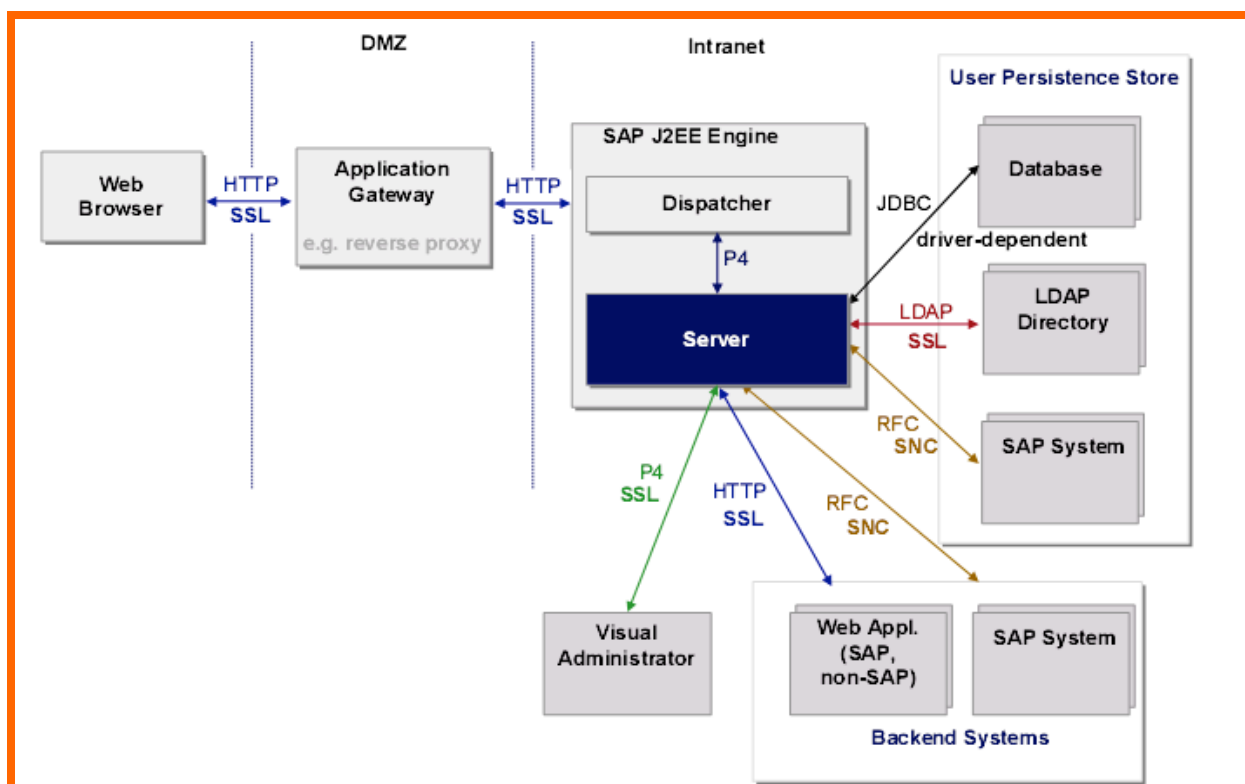 DMZ
Intranet
User Persistence Store
SAP J2EE Engine
Web
Browser
HTTP
SSL
Application
Gateway
e.g. reverse proxy
HTTP
SSL
Dispatcher
P4
Server
JDBC
driver-dependent
Database
LDAP
SSL
LDAP
Directory
RFC
SNC
SAP System
P4
SSL
HTTP
SSL
RFC
SNC
Visual
Administrator
Web Appl.
(SAP,
non-SAP)
SAP System
Backend Systems